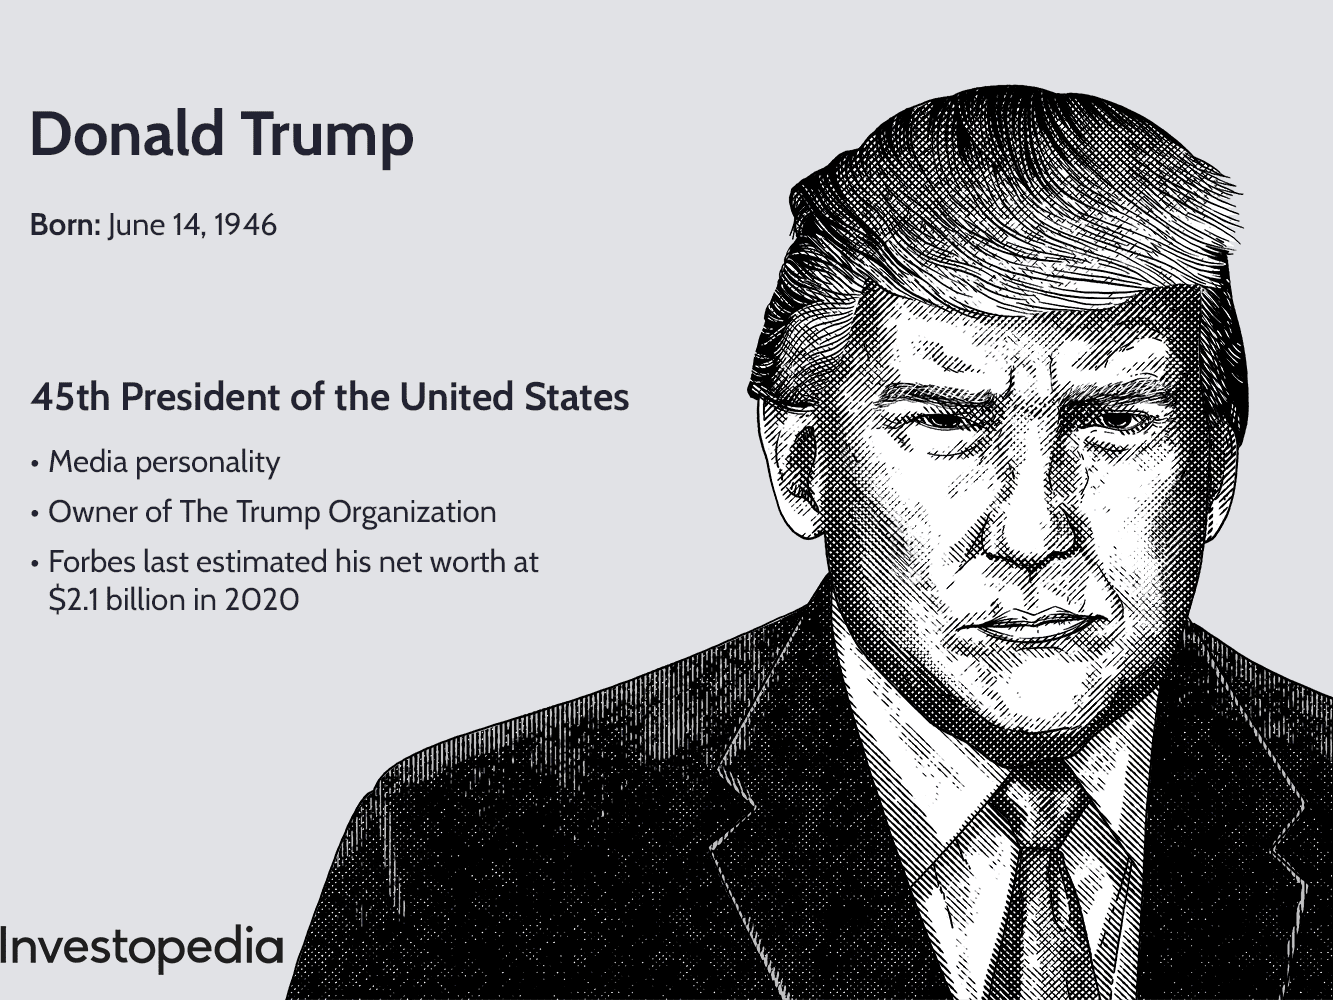 Donald Trump
Born: June 14, 1946
45th President of the United States
• Media personality
• Owner of The Trump Organization
• Forbes last estimated his net worth at
$2.1 billion in 2020
Investopedia